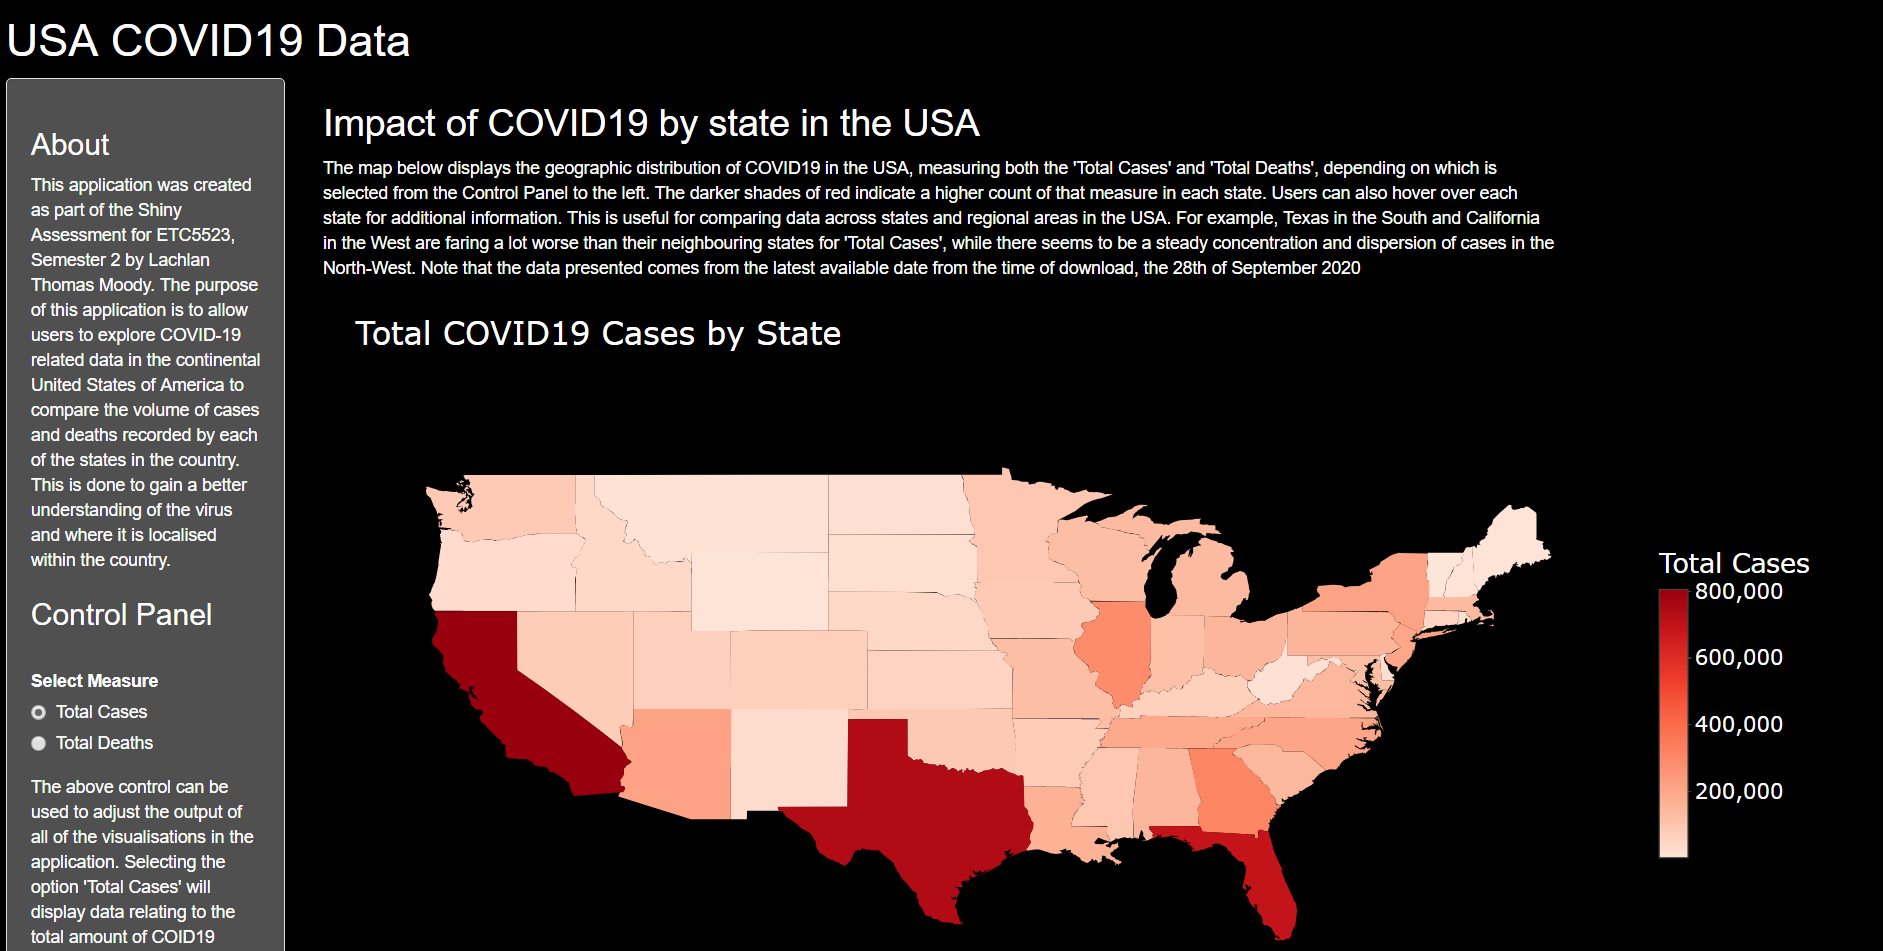 USA COVID19 Data
About
This application was created
as part of the Shiny
Assessment for ETC5523,
Semester 2 by Lachlan
Thomas Moody. The purpose
of this application is to allow
users to explore COVID-19
related data in the continental
United States of America to
compare the volume of cases
and deaths recorded by each
of the states in the country.
This is done to gain a better
understanding of the virus
and where it is localised
within the country.
Control Panel
Select Measure
Total Cases
Total Deaths
The above control can be
used to adjust the output of
all of the visualisations in the
application. Selecting the
option 'Total Cases' will
display data relating to the
total amount of COID19
Impact of COVID19 by state in the USA
The map below displays the geographic distribution of COVID19 in the USA, measuring both the 'Total Cases' and 'Total Deaths', depending on which is
selected from the Control Panel to the left. The darker shades of red indicate a higher count of that measure in each state. Users can also hover over each
state for additional information. This is useful for comparing data across states and regional areas in the USA. For example, Texas in the South and California
in the West are faring a lot worse than their neighbouring states for 'Total Cases', while there seems to be a steady concentration and dispersion of cases in the
North-West. Note that the data presented comes from the latest available date from the time of download, the 28th of September 2020
Total COVID19 Cases by State
Total Cases
800,000
600,000
400,000
200,000